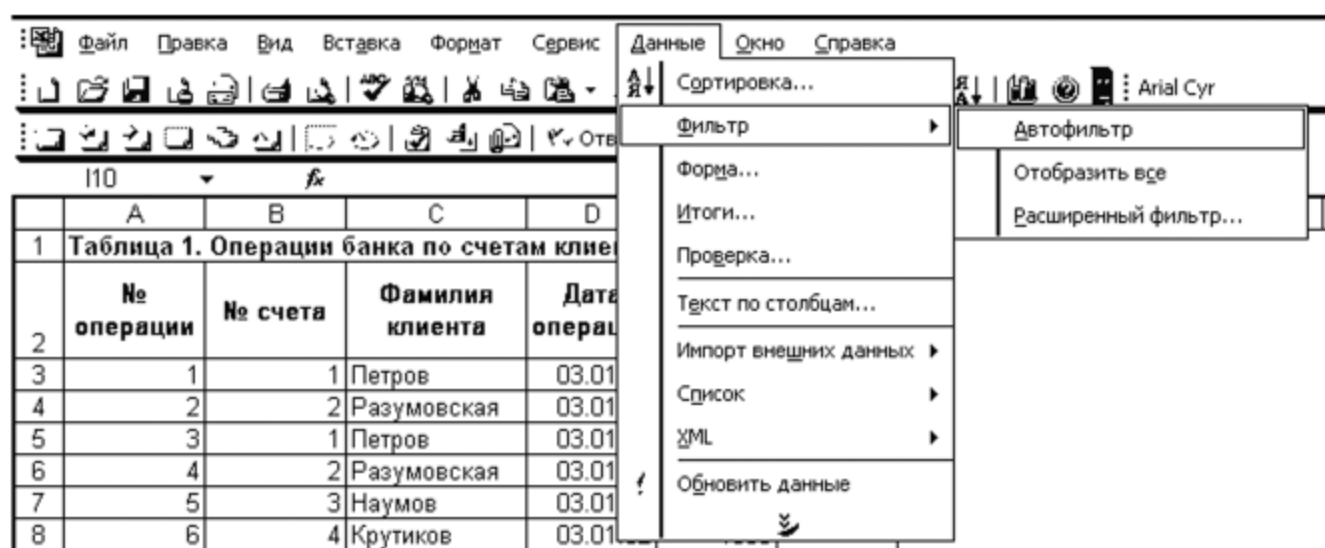 Файл Правка Вид Вставка Формат Сервис Данные Окно Справка
Сортировка...
Arial Cyr
Фильтр
Автофильтр
Форма...
Отобразить все
Итоги...
Расширенный фильтр...
Проверка...
Текст по столбцам...
Импорт внешних данных
Список
XML
Обновить данные
I10 fx
A B C D
1 Таблица 1. Операции банка по счетам
2 № операции № счета Фамилия клиента Дата
3 1 1 Петров 03.01
4 2 2 Разумовская 03.01
5 3 1 Петров 03.01
6 4 2 Разумовская 03.01
7 5 3 Наумов 03.01
8 6 4 Крутиков 03.01